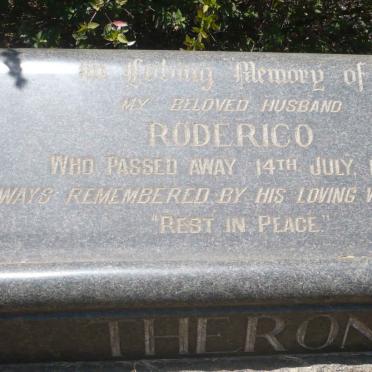 In Loving Memory of
MY BELOVED HUSBAND
RODERICO
WHO PASSED AWAY 14TH JULY,
REMEMBERED BY HIS LOVING
"REST IN PEACE."
THERON